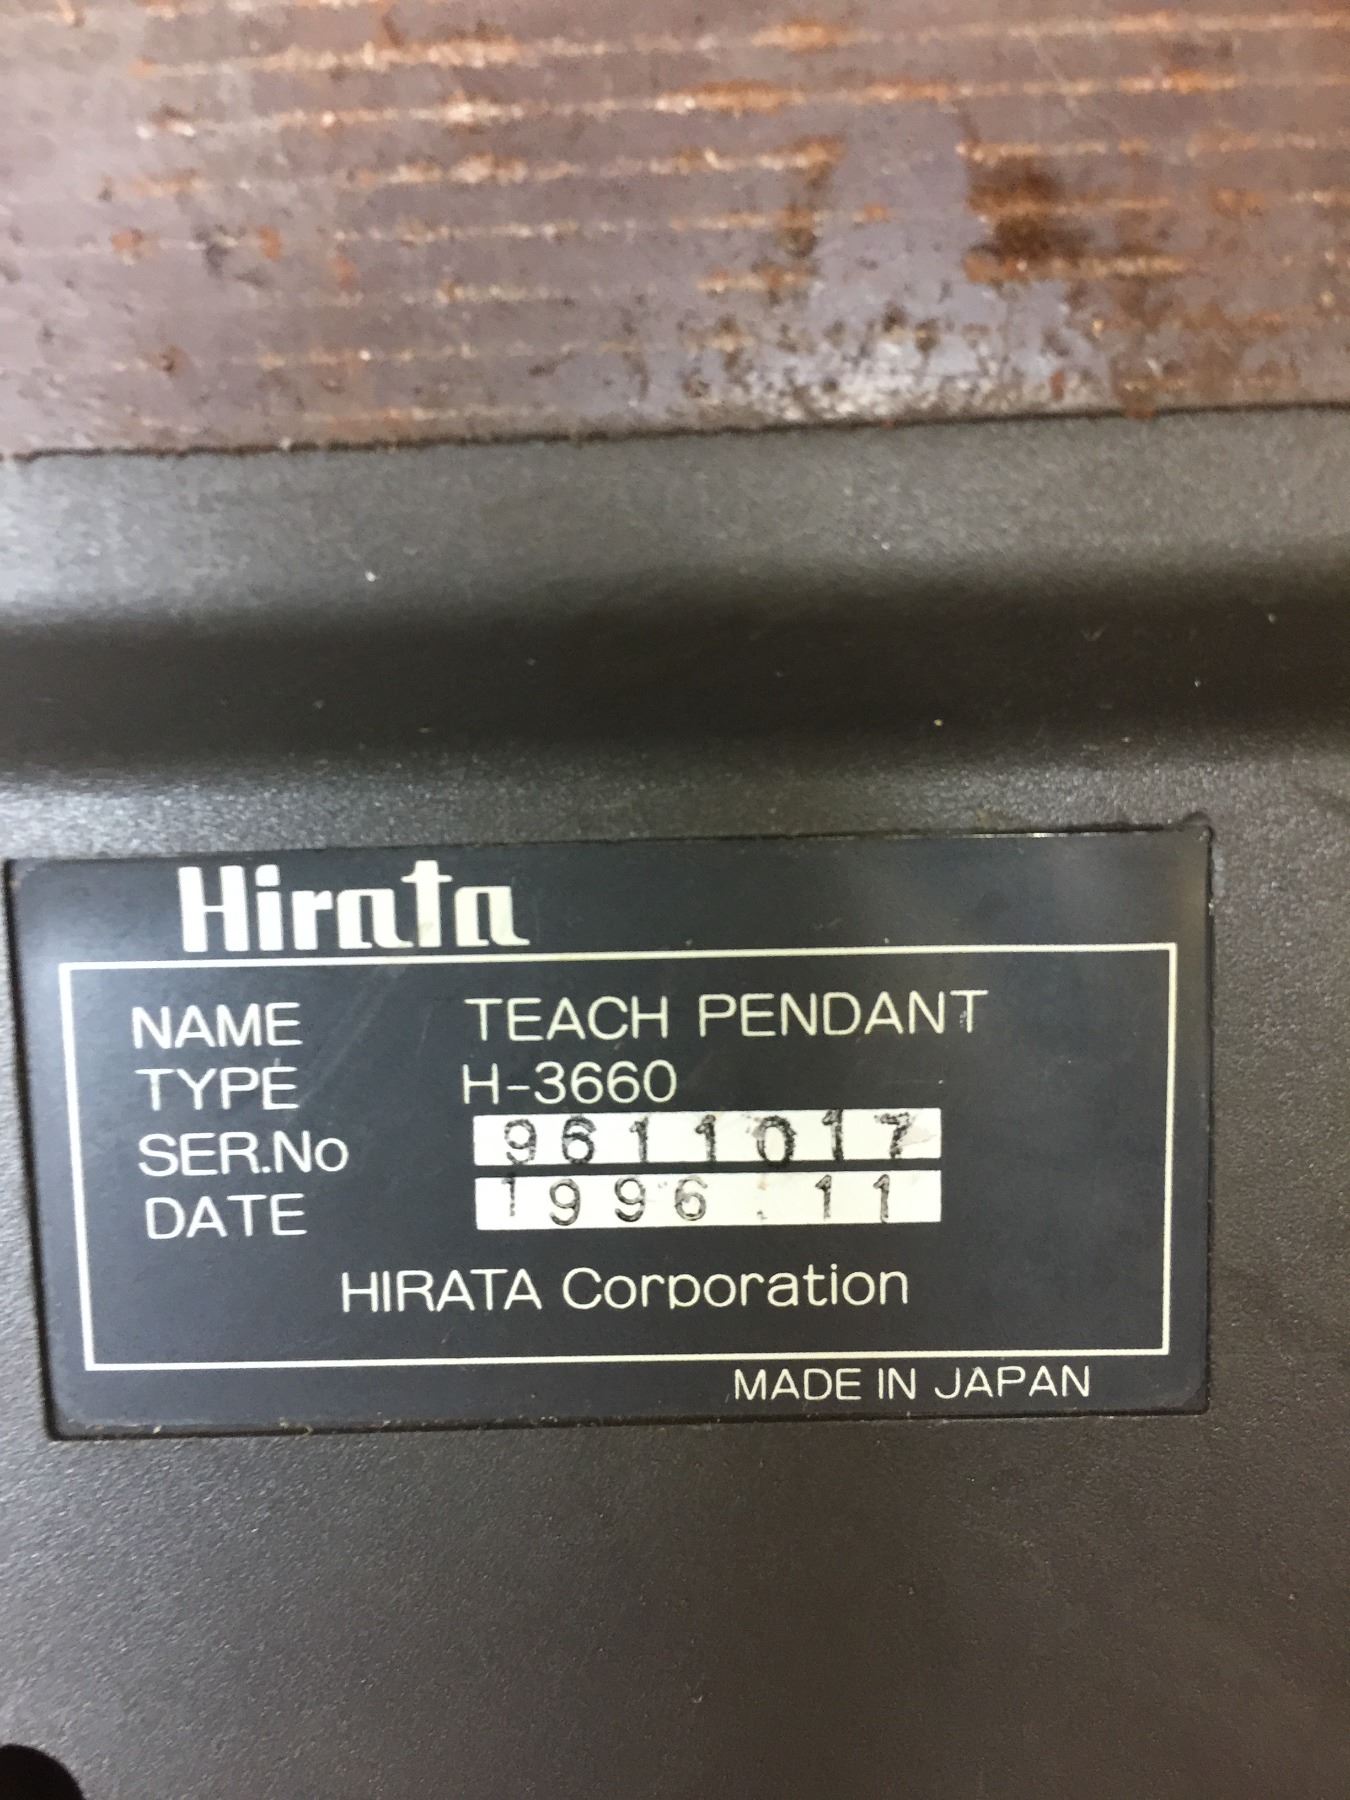 Hirata
NAME TEACH PENDANT
TYPE H-3660
SER.No 9611017
DATE 1996.11
HIRATA Corporation
MADE IN JAPAN